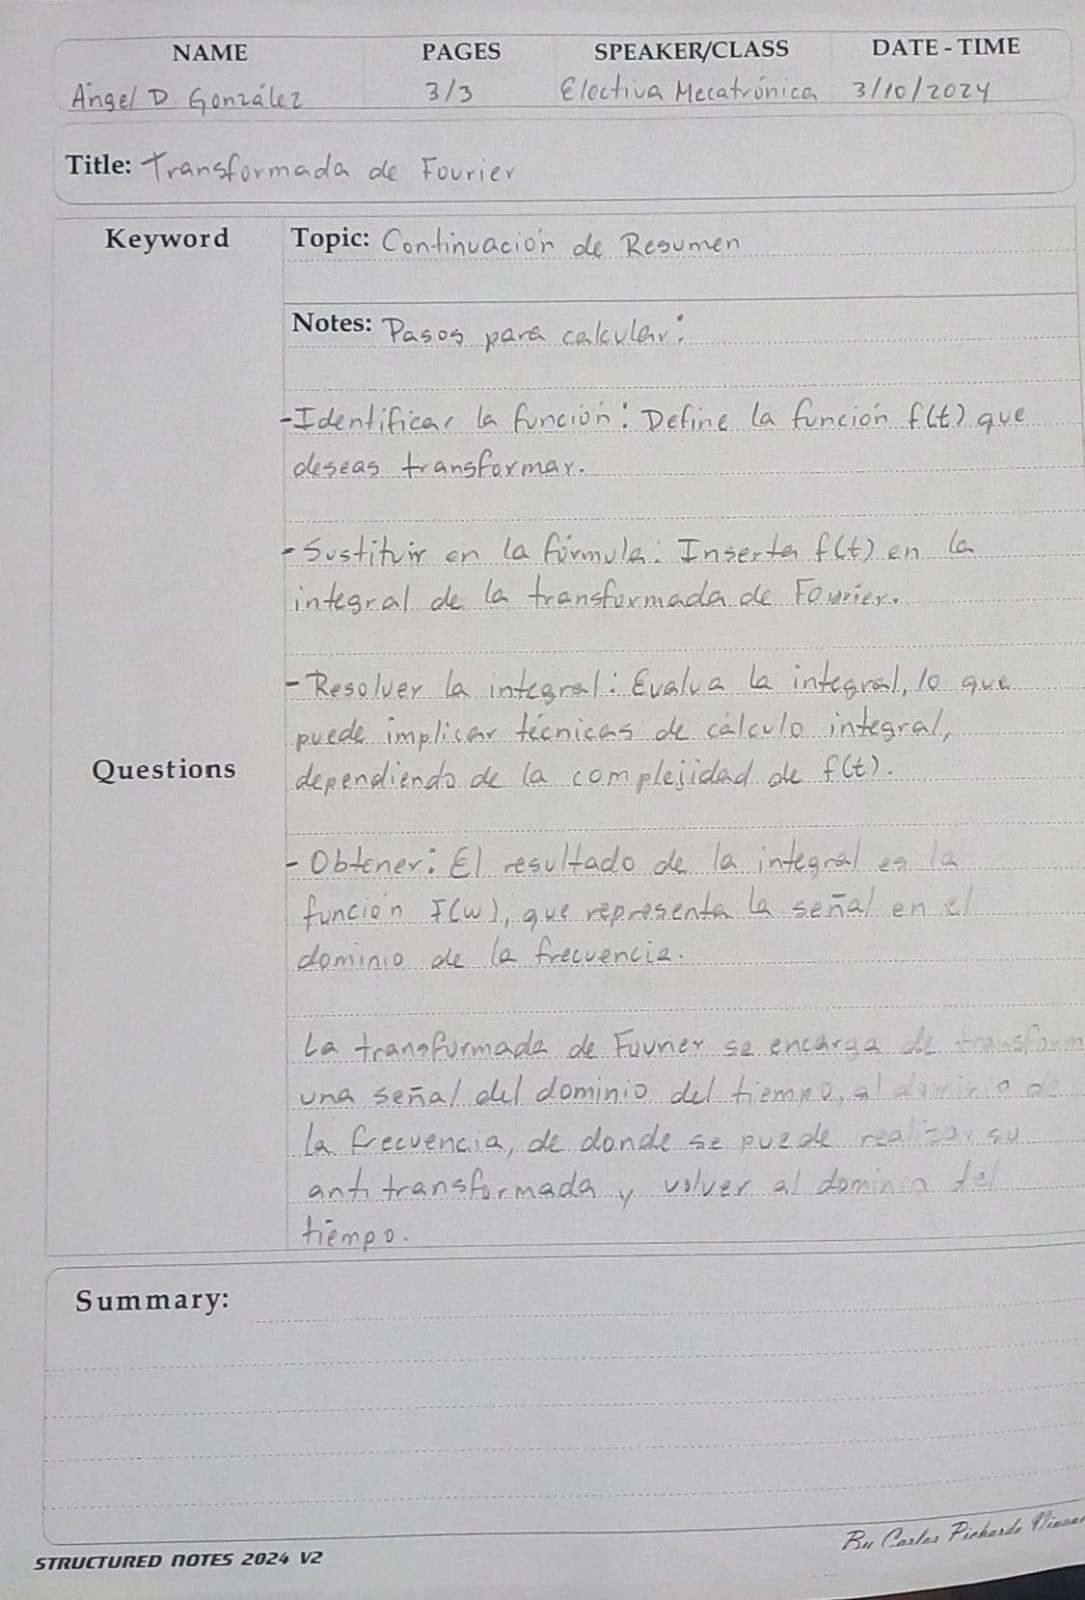 NAME PAGES SPEAKER/CLASS DATE - TIME
Ángel D. González 3/3 Electiva Mecatrónica 3/10/2024
Title: Transformada de Fourier
Keyword Topic: Continuación de Resumen
Notes: Pasos para calcular:
-Identificar la función: Define la función f(t) que
deseas transformar.
-Sustituir en la fórmula: Inserta f(t) en la
integral de la transformada de Fourier.
-Resolver la integral: Evalua la integral, lo que
puede implicar técnicas de cálculo integral,
Questions dependiendo de la complejidad de f(t).
- Obtener: El resultado de la integral es la
función F(w), que representa la señal en el
dominio de la frecuencia.
La transformada de Fourier se encarga de transform
una señal del dominio del tiempo, al dominio de
la frecuencia, de donde se puede realizar su
antitransformada y volver al dominio del
tiempo.
Summary:
STRUCTURED NOTES 2024 V2 By Carlos Pichardo